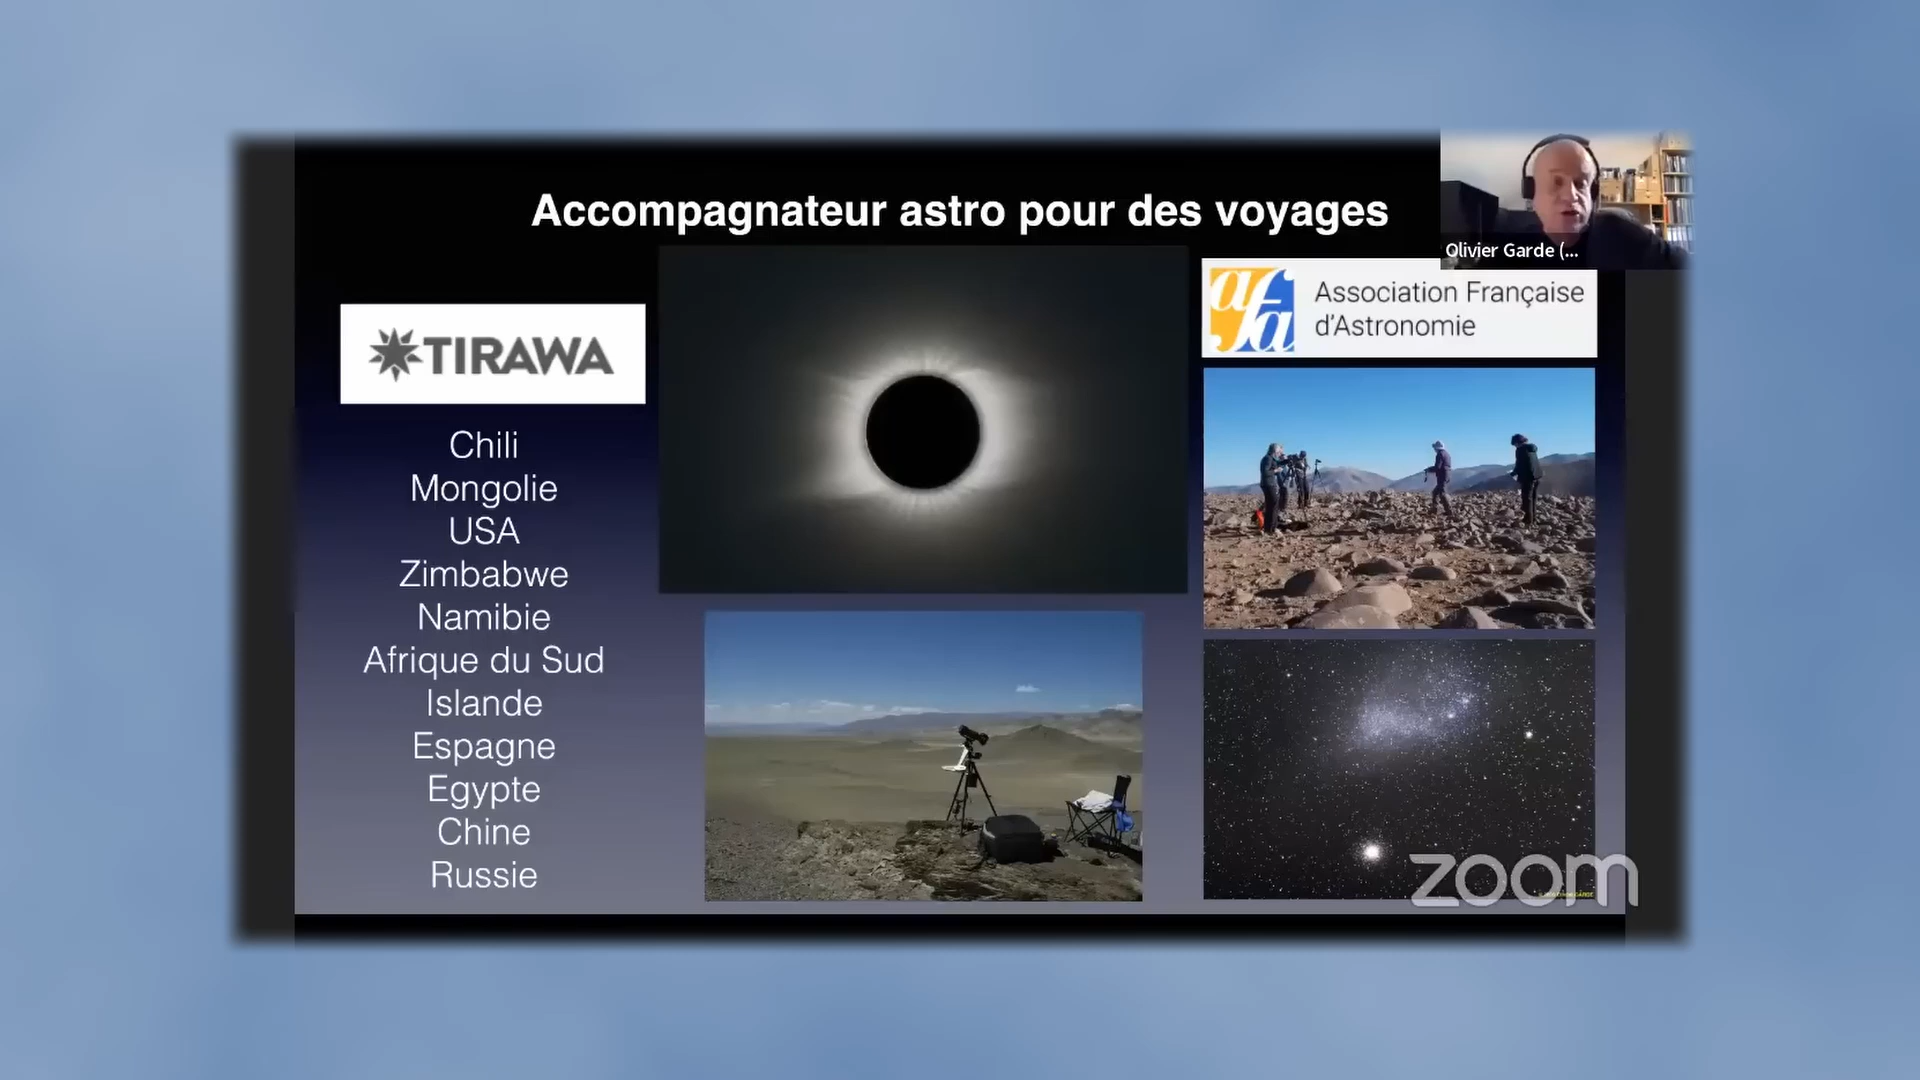 Accompagnateur astro pour des voyages
Olivier Garde (...
TIRAWA
Chili
Mongolie
USA
Zimbabwe
Namibie
Afrique du Sud
Islande
Espagne
Egypte
Chine
Russie
afa
Association Française
d'Astronomie
zoom